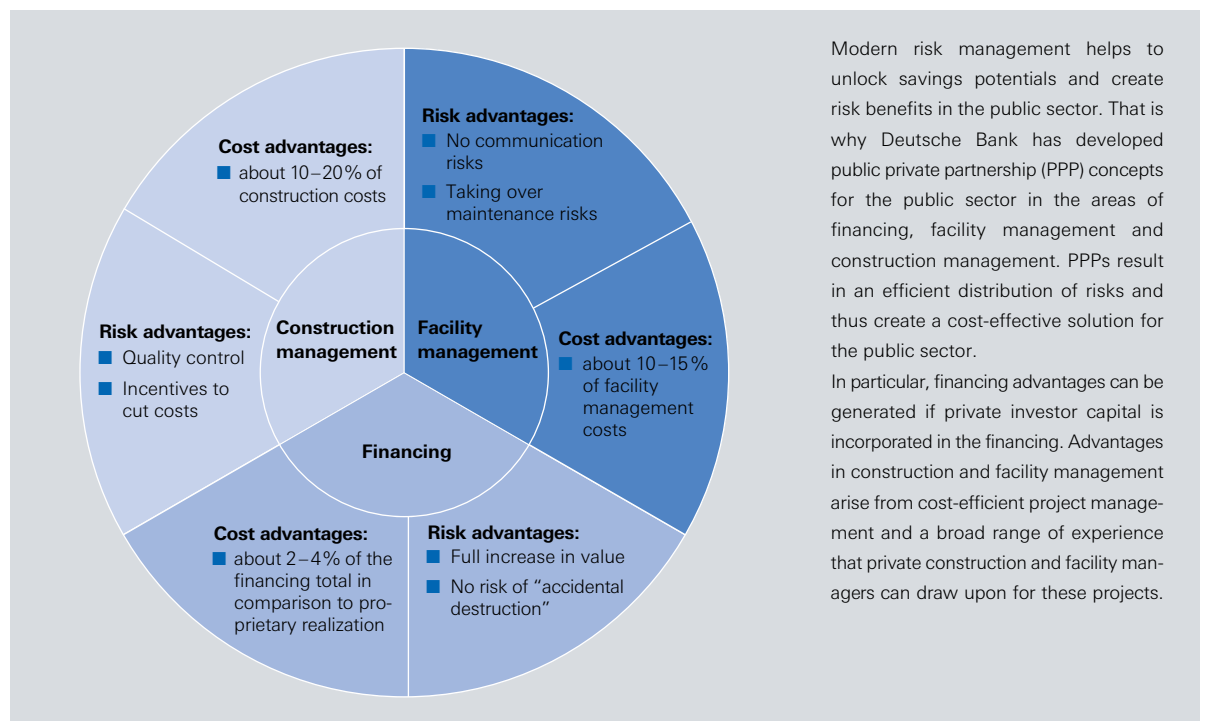 Cost advantages:
■ about 10–20% of
construction costs
Risk advantages:
■ No communication
risks
■ Taking over
maintenance risks
Risk advantages:
■ Quality control
■ Incentives to
cut costs
Construction
management
Facility
management
Cost advantages:
■ about 10–15%
of facility
management
costs
Financing
Cost advantages:
■ about 2–4% of the
financing total in
comparison to pro-
prietary realization
Risk advantages:
■ Full increase in value
■ No risk of “accidental
destruction”
Modern risk management helps to
unlock savings potentials and create
risk benefits in the public sector. That is
why Deutsche Bank has developed
public private partnership (PPP) concepts
for the public sector in the areas of
financing, facility management and
construction management. PPPs result
in an efficient distribution of risks and
thus create a cost-effective solution for
the public sector.
In particular, financing advantages can be
generated if private investor capital is
incorporated in the financing. Advantages
in construction and facility management
arise from cost-efficient project manage-
ment and a broad range of experience
that private construction and facility man-
agers can draw upon for these projects.